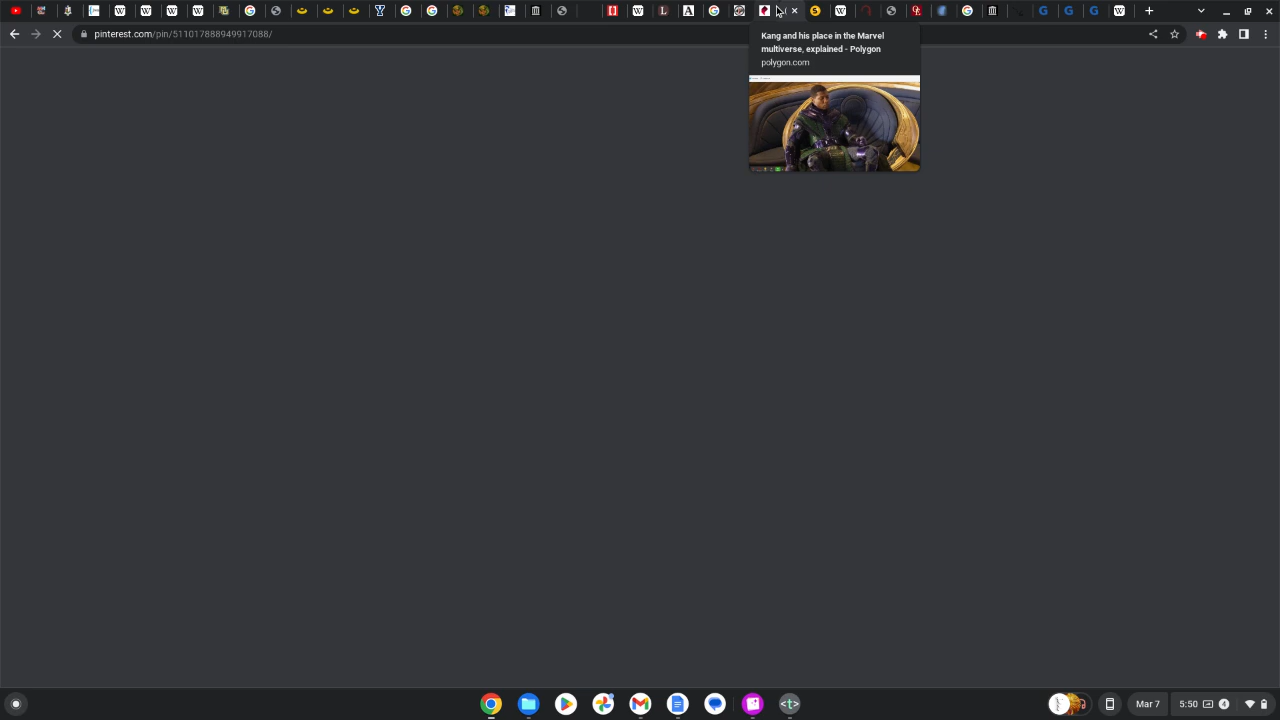 pinterest.com/pin/511017888949917088/
Kang and his place in the Marvel
multiverse, explained - Polygon
polygon.com
Mar 7
5:50